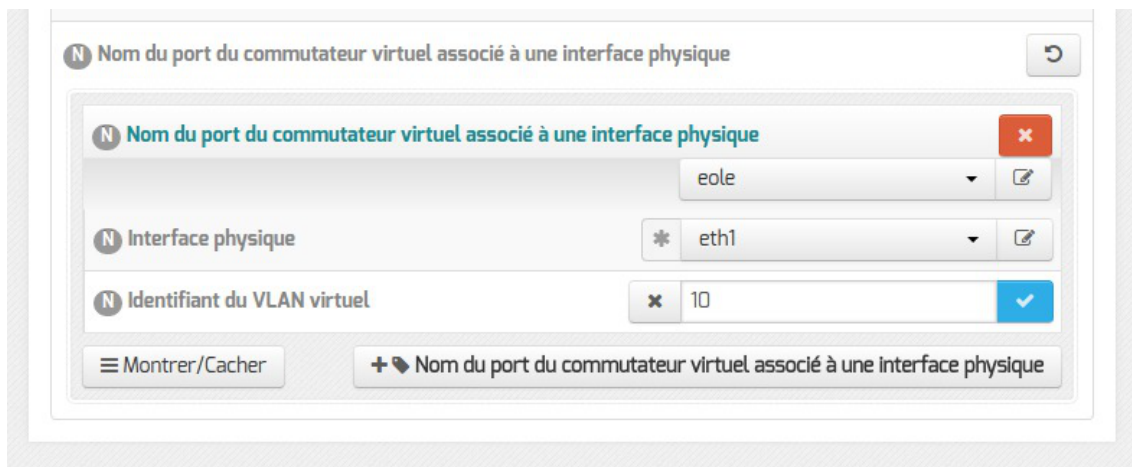 N Nom du port du commutateur virtuel associé à une interface physique
N Nom du port du commutateur virtuel associé à une interface physique
eole
N Interface physique
eth1
N Identifiant du VLAN virtuel
10
Montrer/Cacher
Nom du port du commutateur virtuel associé à une interface physique